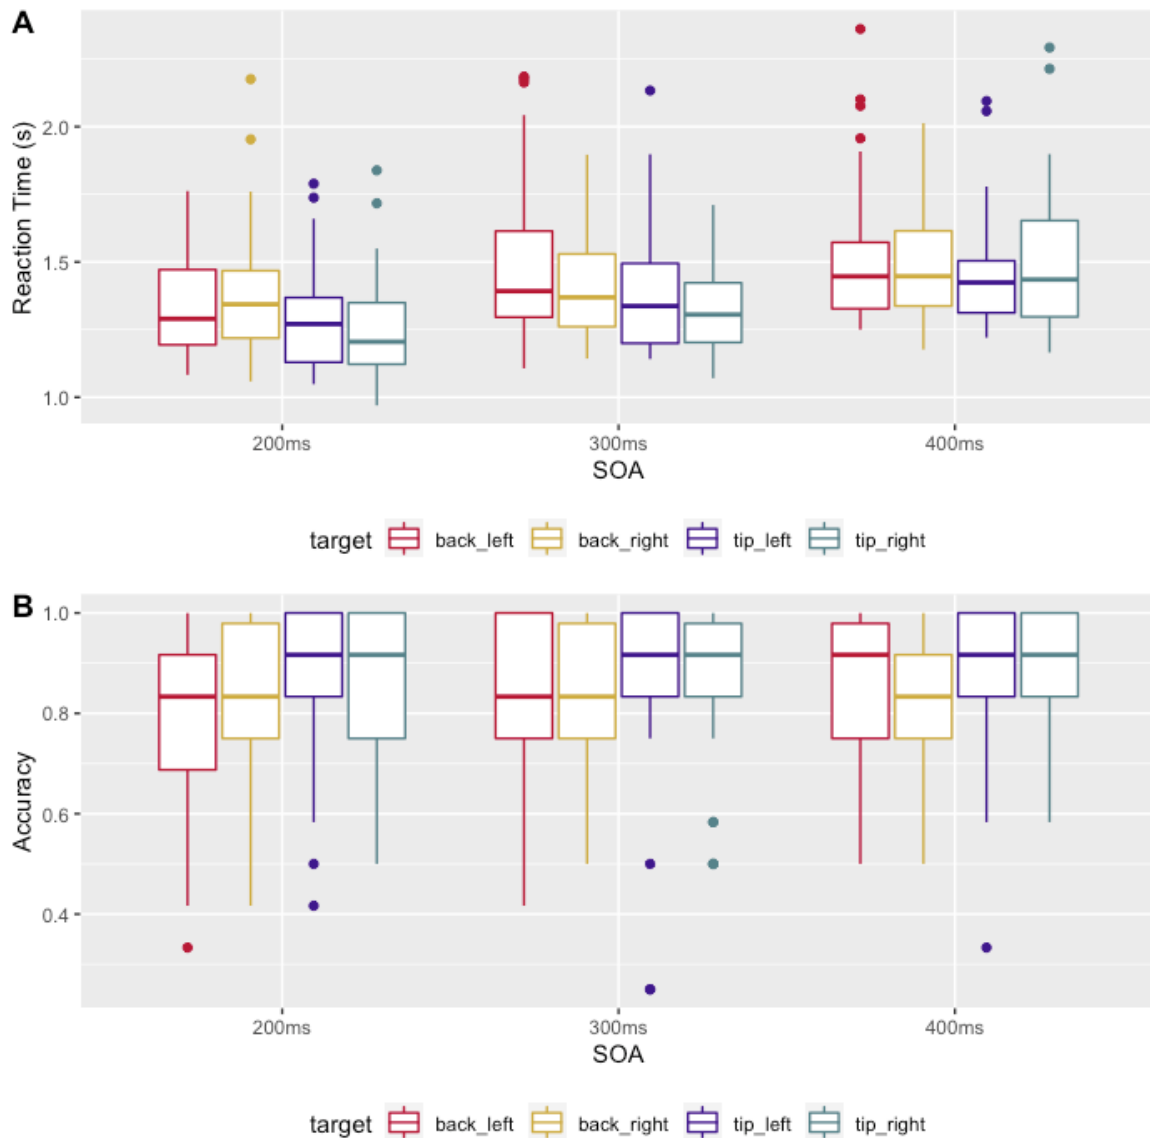 A
Reaction Time (s)
2.0
1.5
1.0
200ms 300ms 400ms
SOA
target back_left back_right tip_left tip_right
B
Accuracy
1.0
0.8
0.6
0.4
200ms 300ms 400ms
SOA
target back_left back_right tip_left tip_right